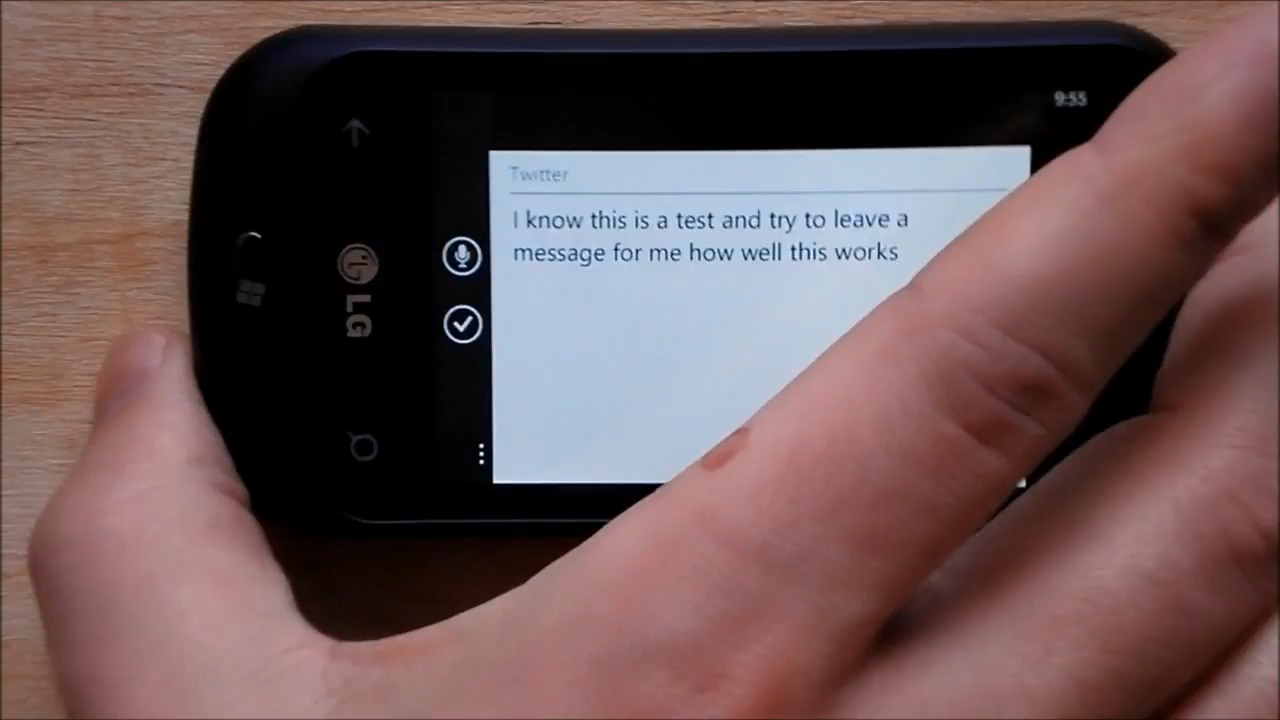 9:55
Twitter
I know this is a test and try to leave a
message for me how well this works
LG